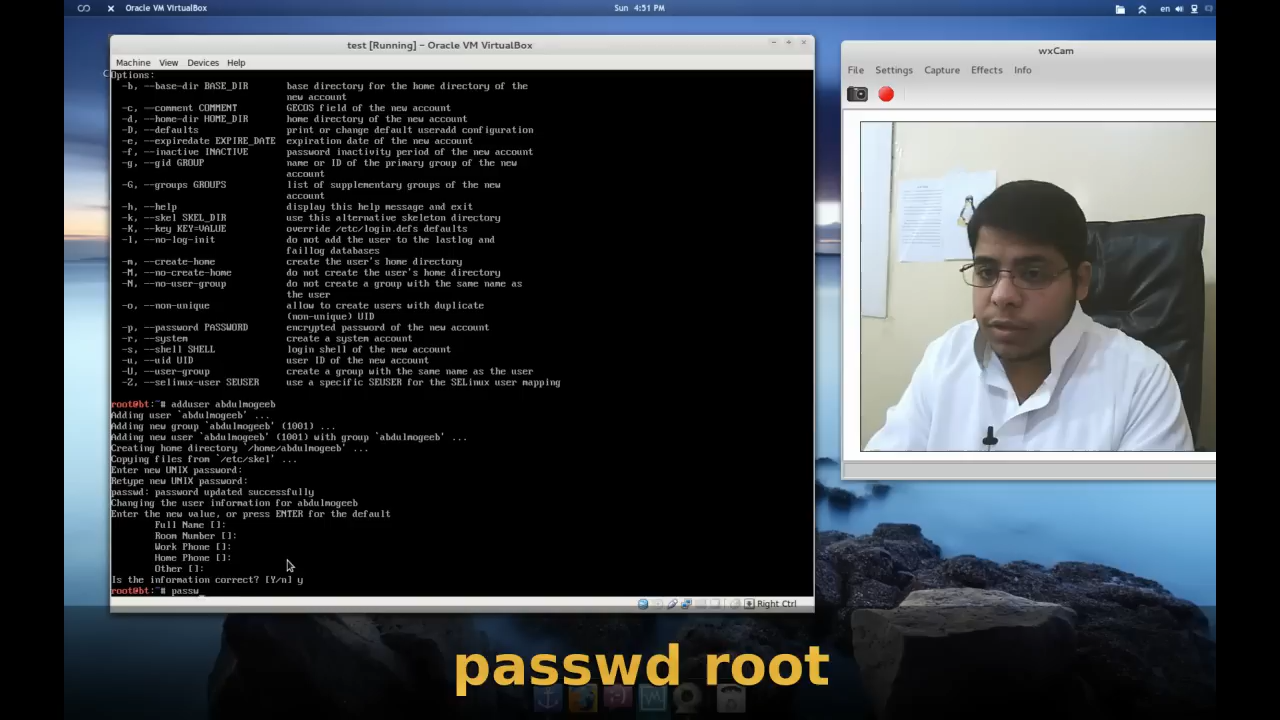 Oracle VM VirtualBox
Sun 4:51 PM
en
test [Running] - Oracle VM VirtualBox
Machine View Devices Help
Options:
-b, --base-dir BASE_DIR base directory for the home directory of the
new account
-c, --comment COMMENT GECOS field of the new account
-d, --home-dir HOME_DIR home directory of the new account
-D, --defaults print or change default useradd configuration
-e, --expiredate EXPIRE_DATE expiration date of the new account
-f, --inactive INACTIVE password inactivity period of the new account
-g, --gid GROUP name or ID of the primary group of the new
account
-G, --groups GROUPS list of supplementary groups of the new
account
-h, --help display this help message and exit
-k, --skel SKEL_DIR use this alternative skeleton directory
-K, --key KEY=VALUE override /etc/login.defs defaults
-l, --no-log-init do not add the user to the lastlog and
faillog databases
-m, --create-home create the user's home directory
-M, --no-create-home do not create the user's home directory
-N, --no-user-group do not create a group with the same name as
the user
-o, --non-unique allow to create users with duplicate
(non-unique) UID
-p, --password PASSWORD encrypted password of the new account
-r, --system create a system account
-s, --shell SHELL login shell of the new account
-u, --uid UID user ID of the new account
-U, --user-group create a group with the same name as the user
-Z, --selinux-user SEUSER use a specific SEUSER for the SELinux user mapping
root@bt:~# adduser abdulmogeeb
Adding user `abdulmogeeb' ...
Adding new group `abdulmogeeb' (1001) ...
Adding new user `abdulmogeeb' (1001) with group `abdulmogeeb' ...
Creating home directory `/home/abdulmogeeb' ...
Copying files from `/etc/skel' ...
Enter new UNIX password:
Retype new UNIX password:
passwd: password updated successfully
Changing the user information for abdulmogeeb
Enter the new value, or press ENTER for the default
Full Name []:
Room Number []:
Work Phone []:
Home Phone []:
Other []:
Is the information correct? [Y/n] y
root@bt:~# passw_
Right Ctrl
wxCam
File Settings Capture Effects Info
passwd root